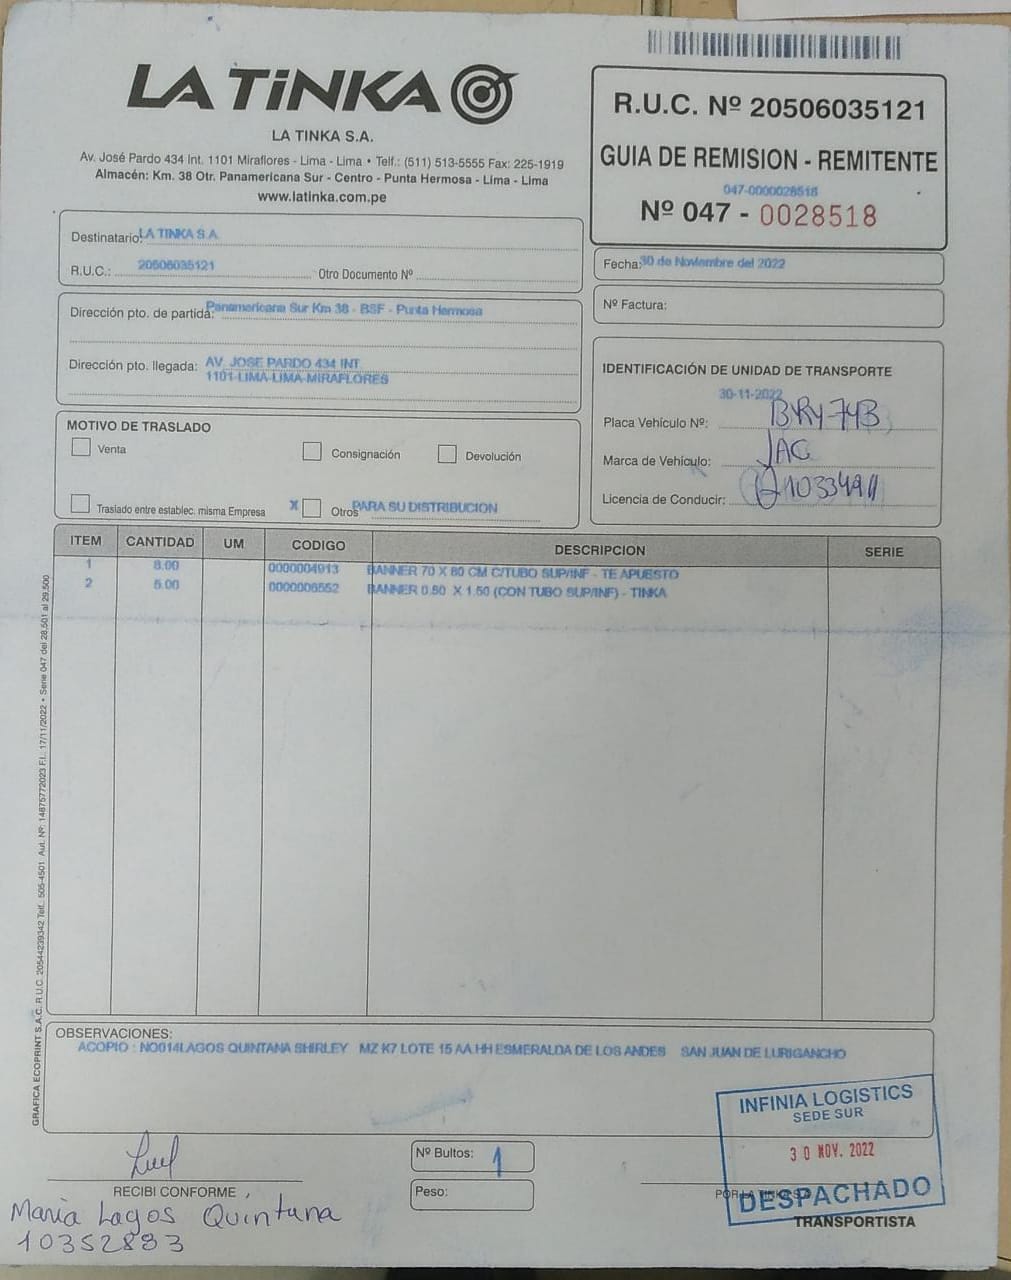 LA TiNKA
LA TINKA S.A.
Av. José Pardo 434 Int. 1101 Miraflores - Lima - Lima • Telf.: (511) 513-5555 Fax: 225-1919
Almacén: Km. 38 Otr. Panamericana Sur - Centro - Punta Hermosa - Lima - Lima
www.latinka.com.pe
R.U.C. Nº 20506035121
GUIA DE REMISION - REMITENTE
047-0000028518
Nº 047 - 0028518
Destinatario: LA TINKA S.A.
R.U.C.: 20506035121 Otro Documento Nº
Fecha: 30 de Noviembre del 2022
Nº Factura:
Dirección pto. de partida: Panamericana Sur Km 38 - BSF - Punta Hermosa
Dirección pto. llegada: AV. JOSE PARDO 434 INT
1101-LIMA-LIMA-MIRAFLORES
IDENTIFICACIÓN DE UNIDAD DE TRANSPORTE
30-11-2022
Placa Vehículo Nº: BRY-743
Marca de Vehículo: JAC
Licencia de Conducir:
MOTIVO DE TRASLADO
Venta Consignación Devolución
Traslado entre establec. misma Empresa X Otros PARA SU DISTRIBUCION
ITEM CANTIDAD UM CODIGO DESCRIPCION SERIE
1 8.00 0000004913 BANNER 70 X 80 CM C/TUBO SUP/INF - TE APUESTO
2 5.00 0000006552 BANNER 0.50 X 1.50 (CON TUBO SUP/INF) - TINKA
GRAFICA ECOPRINT S.A.C. R.U.C. 20544239342 Telf.: 505-4501 Aut. Nº: 14875772023 F.I.: 17/11/2022 • Serie 047 del 28,501 al 29,500
OBSERVACIONES:
ACOPIO : NO014LAGOS QUINTANA SHIRLEY MZ K7 LOTE 15 AA HH ESMERALDA DE LOS ANDES SAN JUAN DE LURIGANCHO
INFINIA LOGISTICS
SEDE SUR
30 NOV. 2022
DESPACHADO
Nº Bultos: 1
Peso:
RECIBI CONFORME
POR LA TINKA S.A.
TRANSPORTISTA
Maria Lagos Quintana
10352883